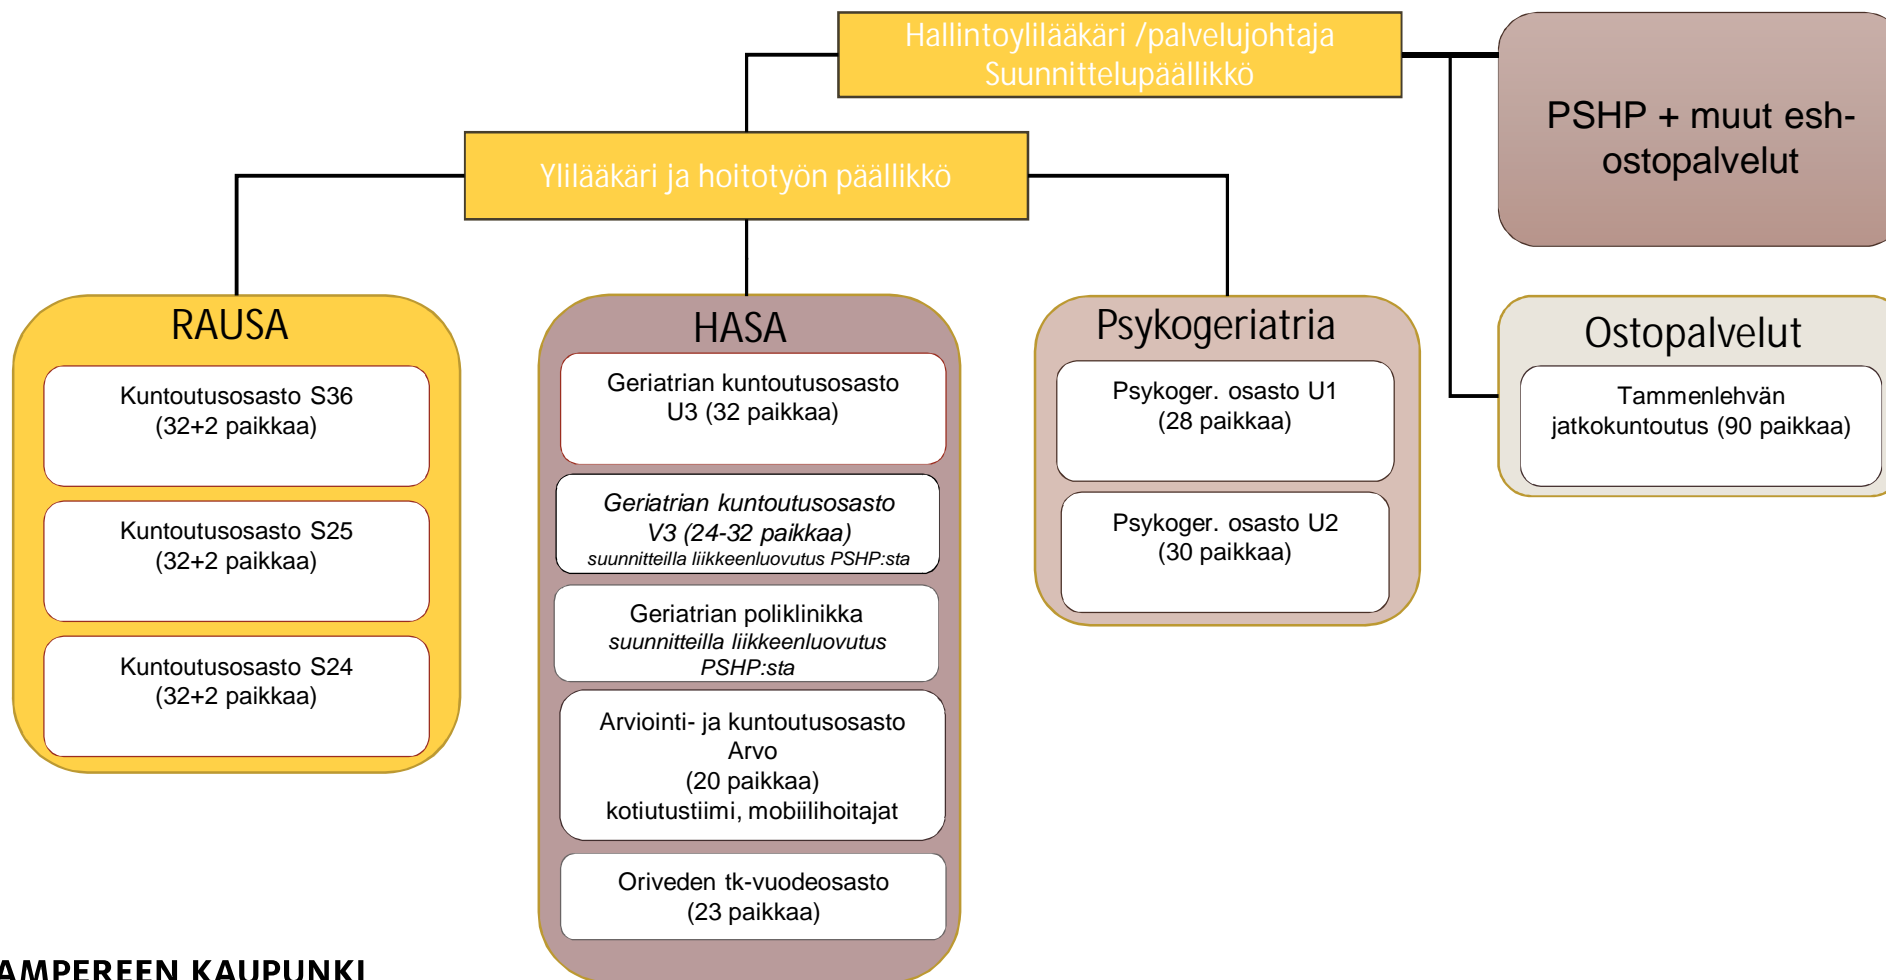 Hallintoylilääkäri /palvelujohtaja
Suunnittelupäällikkö
PSHP + muut esh-
ostopalvelut
Ylilääkäri ja hoitotyön päällikkö
RAUSA
Kuntoutusosasto S36
(32+2 paikkaa)
Kuntoutusosasto S25
(32+2 paikkaa)
Kuntoutusosasto S24
(32+2 paikkaa)
HASA
Geriatrian kuntoutusosasto
U3 (32 paikkaa)
Geriatrian kuntoutusosasto
V3 (24-32 paikkaa)
suunnitteilla liikkeenluovutus PSHP:sta
Geriatrian poliklinikka
suunnitteilla liikkeenluovutus
PSHP:sta
Arviointi- ja kuntoutusosasto
Arvo
(20 paikkaa)
kotiutustiimi, mobiilihoitajat
Oriveden tk-vuodeosasto
(23 paikkaa)
Psykogeriatria
Psykoger. osasto U1
(28 paikkaa)
Psykoger. osasto U2
(30 paikkaa)
Ostopalvelut
Tammenlehvän
jatkokuntoutus (90 paikkaa)
AMPEREEN KAUPUNKI